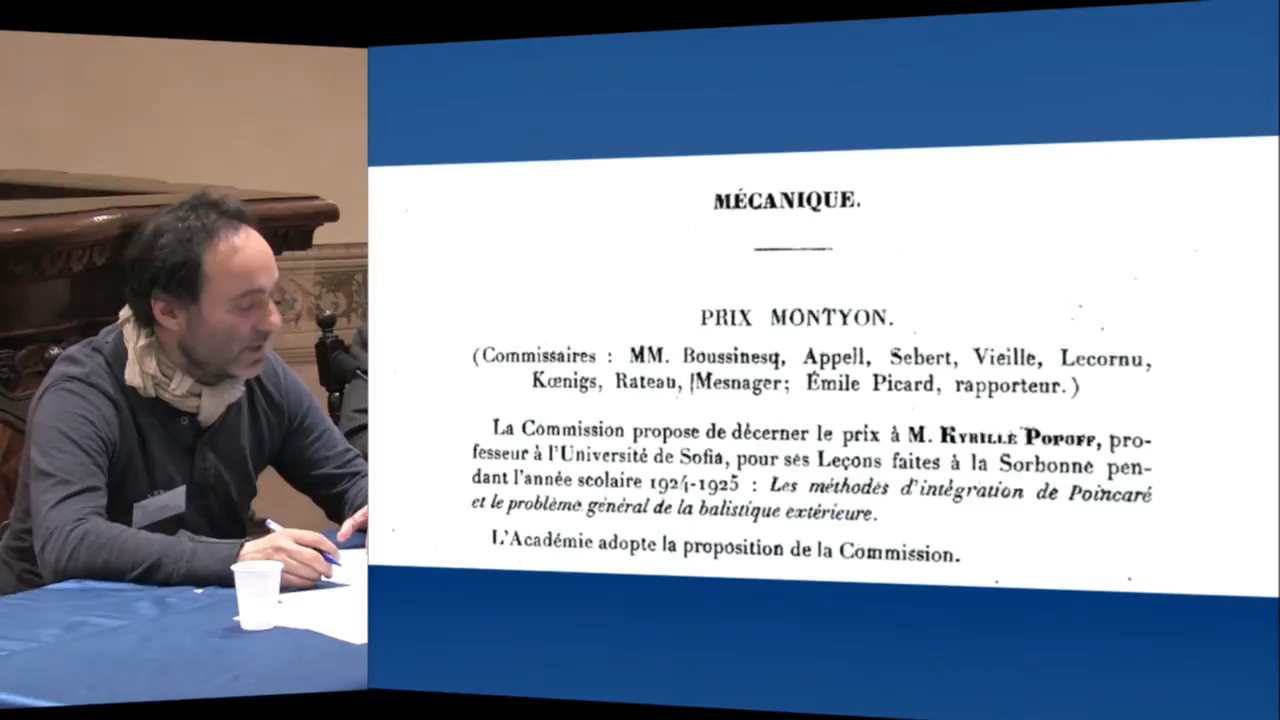 MÉCANIQUE.
PRIX MONTYON.
(Commissaires : MM. Boussinesq, Appell, Sebert, Vieille, Lecornu,
Kœnigs, Rateau, Mesnager; Émile Picard, rapporteur.)
La Commission propose de décerner le prix à M. Kyrille Popoff, pro-
fesseur à l'Université de Sofia, pour ses Leçons faites à la Sorbonne pen-
dant l'année scolaire 1924-1925 : Les méthodes d'intégration de Poincaré
et le problème général de la balistique extérieure.
L'Académie adopte la proposition de la Commission.